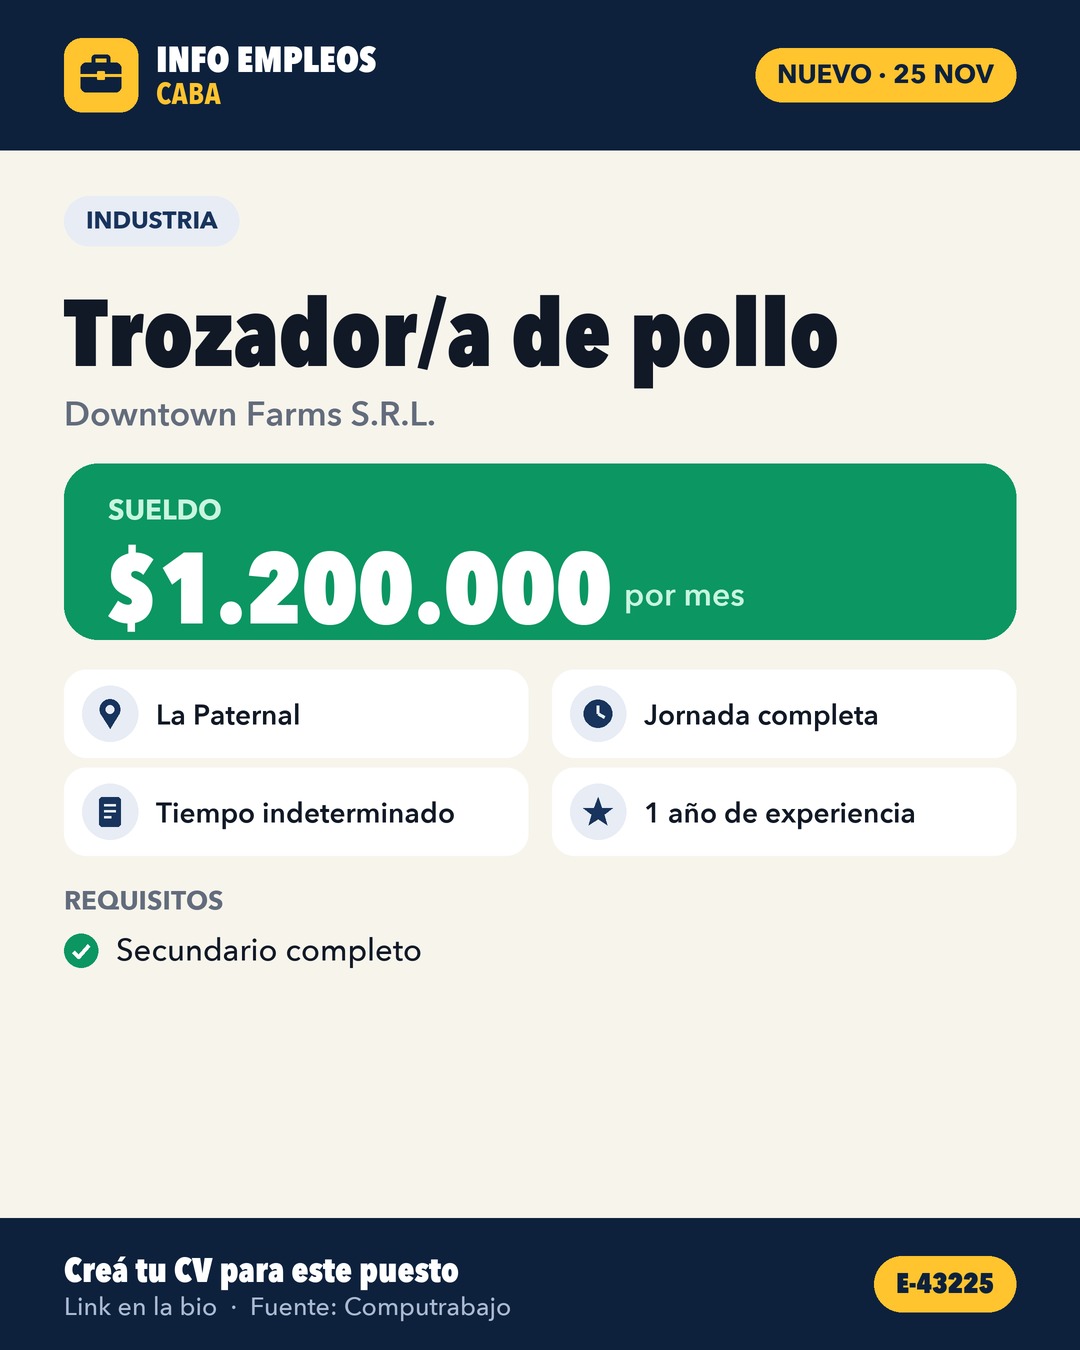 INFO EMPLEOS
CABA
NUEVO · 25 NOV
INDUSTRIA
Trozador/a de pollo
Downtown Farms S.R.L.
SUELDO
$1.200.000 por mes
La Paternal
Jornada completa
Tiempo indeterminado
1 año de experiencia
REQUISITOS
Secundario completo
Creá tu CV para este puesto
Link en la bio · Fuente: Computrabajo
E-43225